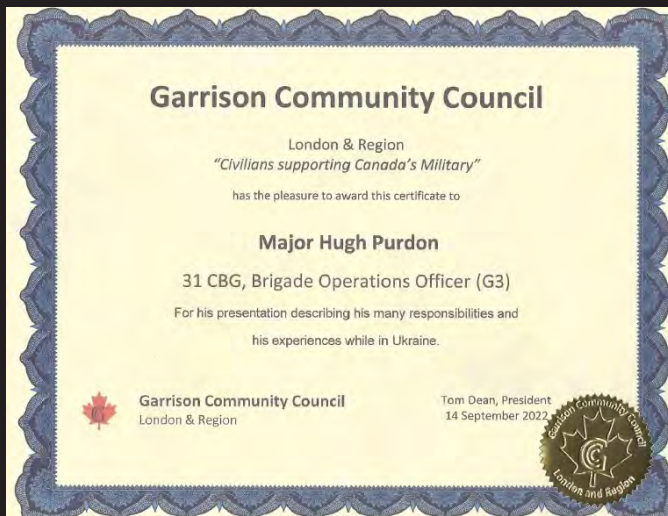 Garrison Community Council
London & Region
"Civilians supporting Canada's Military"
has the pleasure to award this certificate to
Major Hugh Purdon
31 CBG, Brigade Operations Officer (G3)
For his presentation describing his many responsibilities and
his experiences while in Ukraine.
Garrison Community Council
London & Region
Tom Dean, President
14 September 2022
G
Garrison Community Council
GCC
London and Region